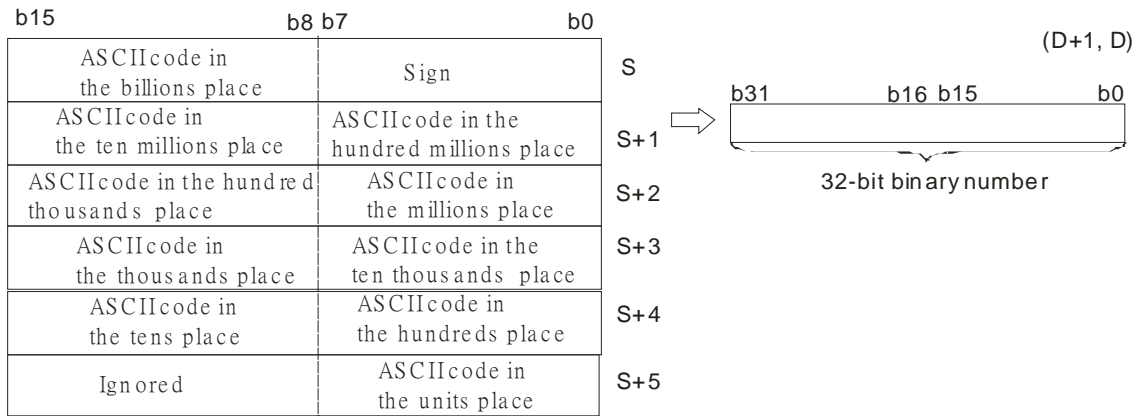 b15 b8 b7 b0
ASCII code in
the billions place
Sign
S
ASCII code in
the ten millions place
ASCII code in the
hundred millions place
S+1
ASCII code in the hundred
thousands place
ASCII code in
the millions place
S+2
ASCII code in
the thousands place
ASCII code in the
ten thousands place
S+3
ASCII code in
the tens place
ASCII code in
the hundreds place
S+4
Ignored
ASCII code in
the units place
S+5
(D+1, D)
b31 b16 b15 b0
32-bit binary number